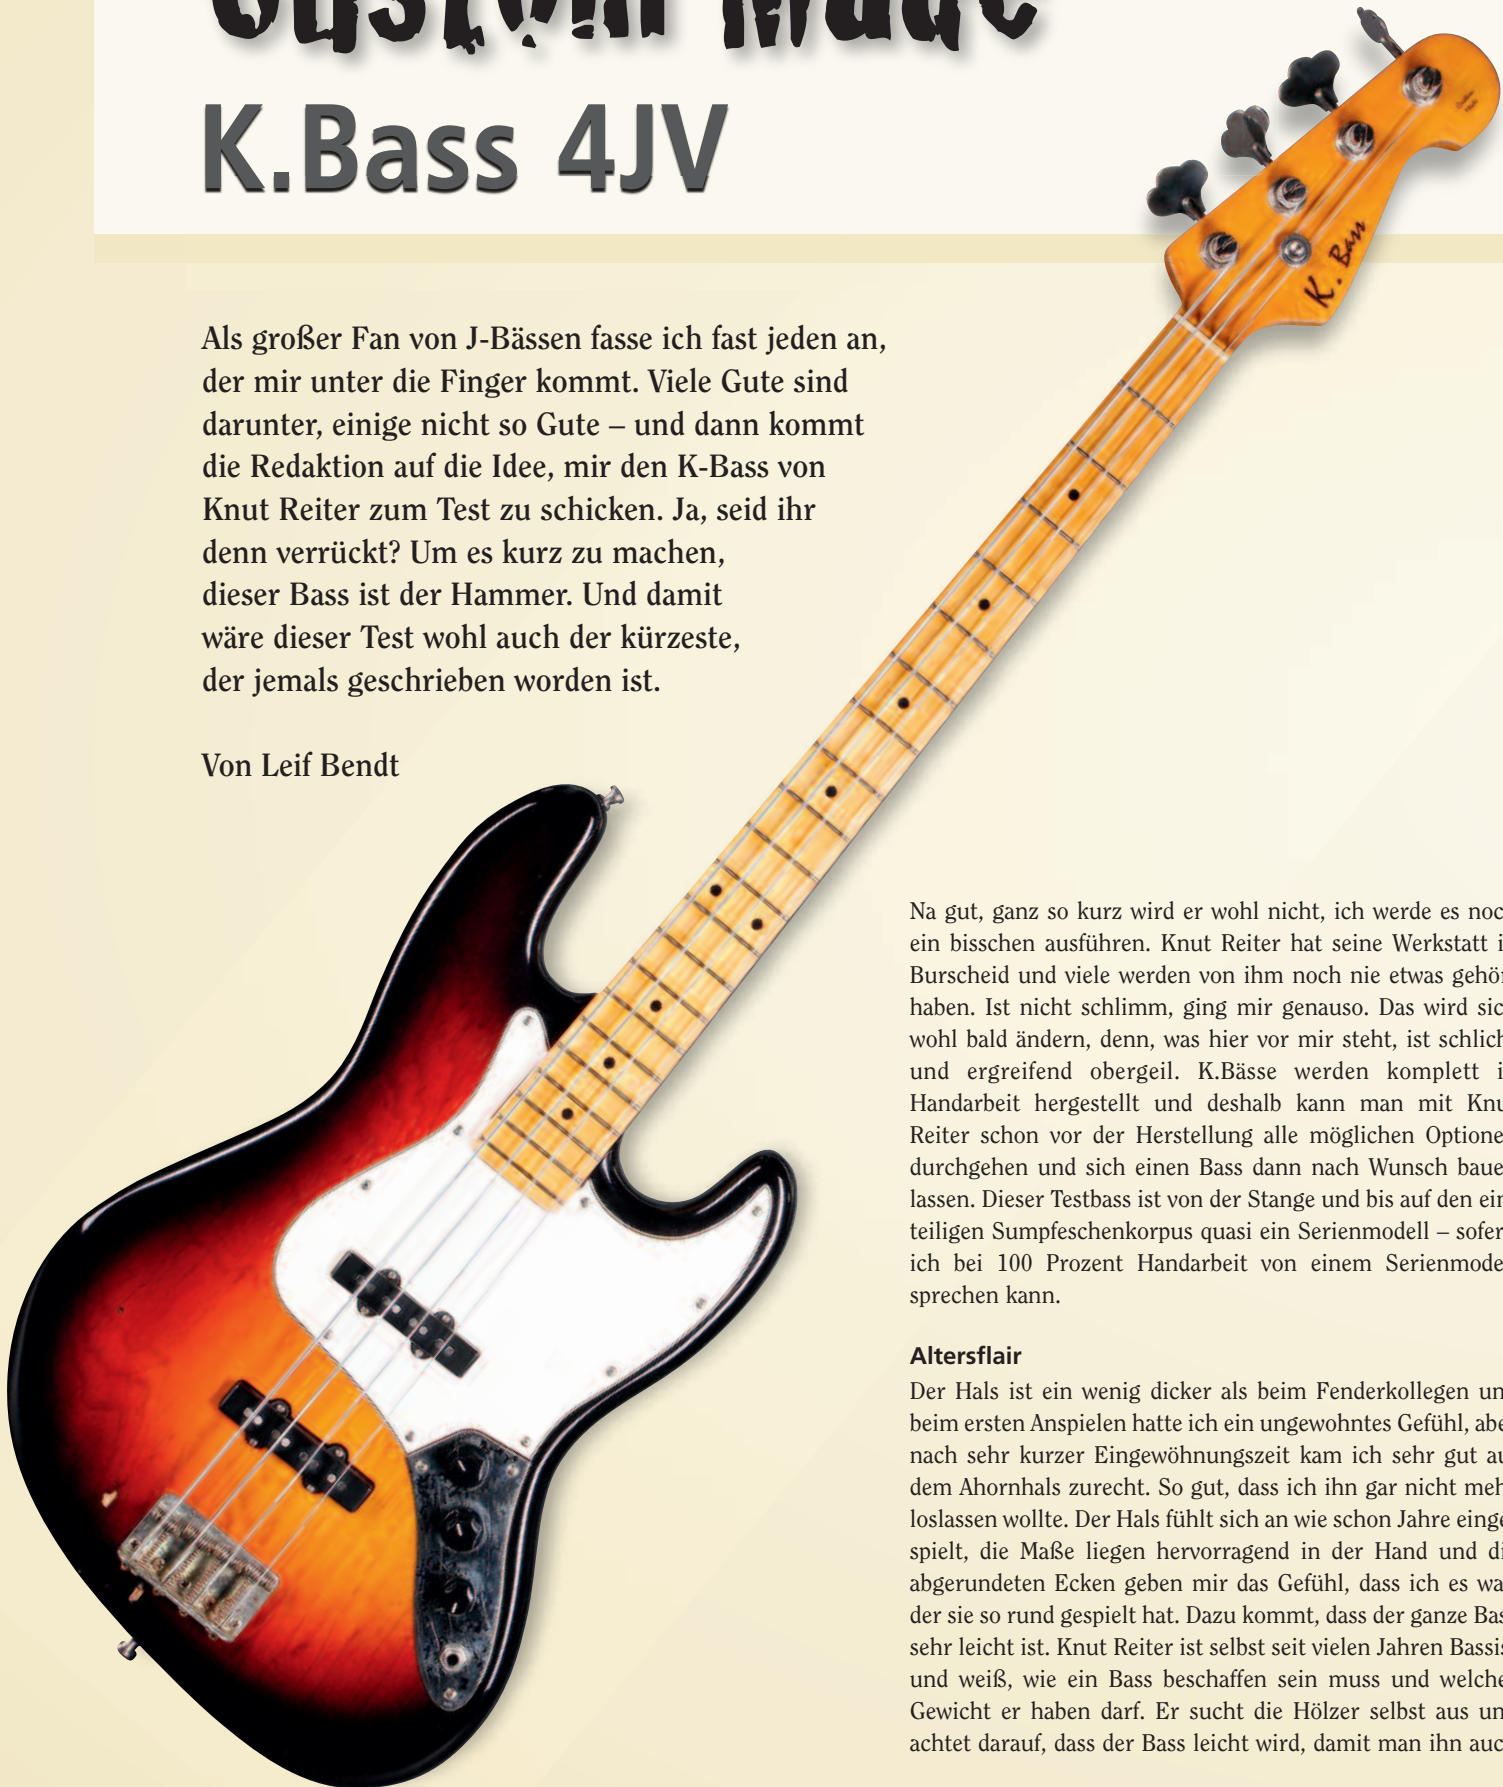 Custom Made
K.Bass 4JV
K. Bass
Als großer Fan von J-Bässen fasse ich fast jeden an,
der mir unter die Finger kommt. Viele Gute sind
darunter, einige nicht so Gute – und dann kommt
die Redaktion auf die Idee, mir den K-Bass von
Knut Reiter zum Test zu schicken. Ja, seid ihr
denn verrückt? Um es kurz zu machen,
dieser Bass ist der Hammer. Und damit
wäre dieser Test wohl auch der kürzeste,
der jemals geschrieben worden ist.
Von Leif Bendt
Na gut, ganz so kurz wird er wohl nicht, ich werde es noc
ein bisschen ausführen. Knut Reiter hat seine Werkstatt i
Burscheid und viele werden von ihm noch nie etwas gehör
haben. Ist nicht schlimm, ging mir genauso. Das wird sic
wohl bald ändern, denn, was hier vor mir steht, ist schlich
und ergreifend obergeil. K.Bässe werden komplett i
Handarbeit hergestellt und deshalb kann man mit Knu
Reiter schon vor der Herstellung alle möglichen Optione
durchgehen und sich einen Bass dann nach Wunsch baue
lassen. Dieser Testbass ist von der Stange und bis auf den ein
teiligen Sumpfeschenkorpus quasi ein Serienmodell – sofer
ich bei 100 Prozent Handarbeit von einem Serienmode
sprechen kann.
Altersflair
Der Hals ist ein wenig dicker als beim Fenderkollegen un
beim ersten Anspielen hatte ich ein ungewohntes Gefühl, abe
nach sehr kurzer Eingewöhnungszeit kam ich sehr gut au
dem Ahornhals zurecht. So gut, dass ich ihn gar nicht meh
loslassen wollte. Der Hals fühlt sich an wie schon Jahre einge
spielt, die Maße liegen hervorragend in der Hand und di
abgerundeten Ecken geben mir das Gefühl, dass ich es wa
der sie so rund gespielt hat. Dazu kommt, dass der ganze Bas
sehr leicht ist. Knut Reiter ist selbst seit vielen Jahren Bassis
und weiß, wie ein Bass beschaffen sein muss und welche
Gewicht er haben darf. Er sucht die Hölzer selbst aus un
achtet darauf, dass der Bass leicht wird, damit man ihn auc